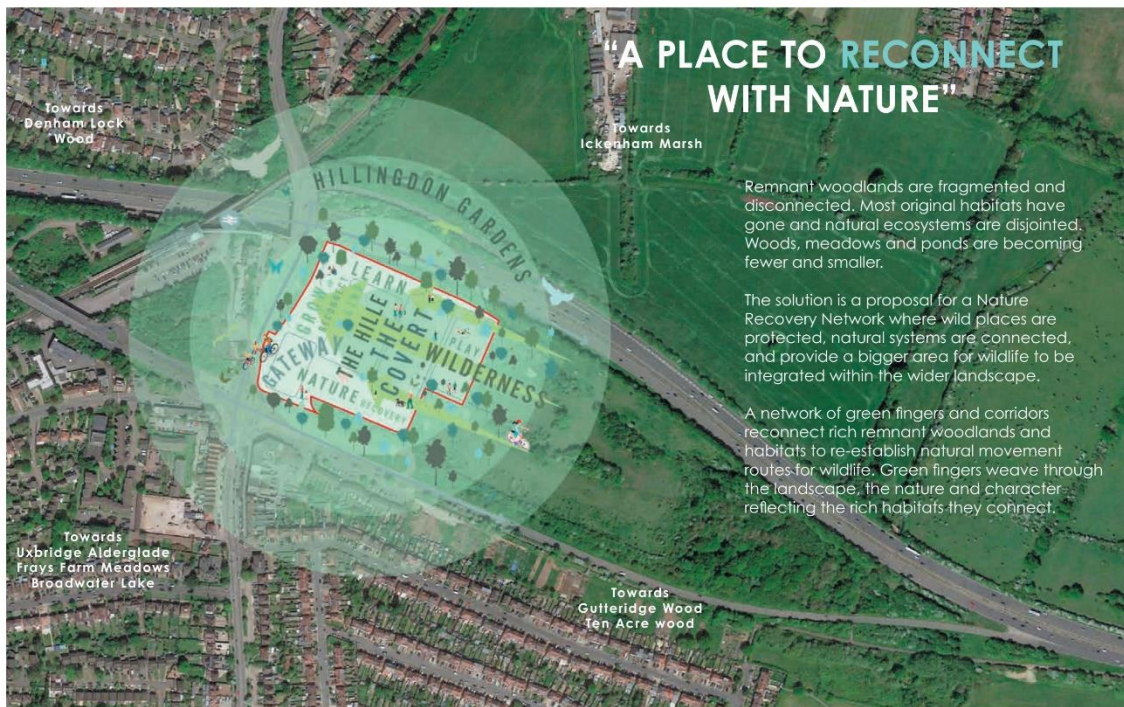 “A PLACE TO RECONNECT
WITH NATURE”
Towards
Denham Lock
Wood
Towards
Ickenham Marsh
Remnant woodlands are fragmented and
disconnected. Most original habitats have
gone and natural ecosystems are disjointed.
Woods, meadows and ponds are becoming
fewer and smaller.
The solution is a proposal for a Nature
Recovery Network where wild places are
protected, natural systems are connected,
and provide a bigger area for wildlife to be
integrated within the wider landscape.
A network of green fingers and corridors
reconnect rich remnant woodlands and
habitats to re-establish natural movement
routes for wildlife. Green fingers weave through
the landscape, the nature and character
reflecting the rich habitats they connect.
HILLINGDON GARDENS
LEARN
GROW
GATEWAY
THE HILLE
THE
COVERT
PLAY
WILDERNESS
NATURE
RECOVERY
Towards
Uxbridge Alderglade
Frays Farm Meadows
Broadwater Lake
Towards
Gutteridge Wood
Ten Acre wood